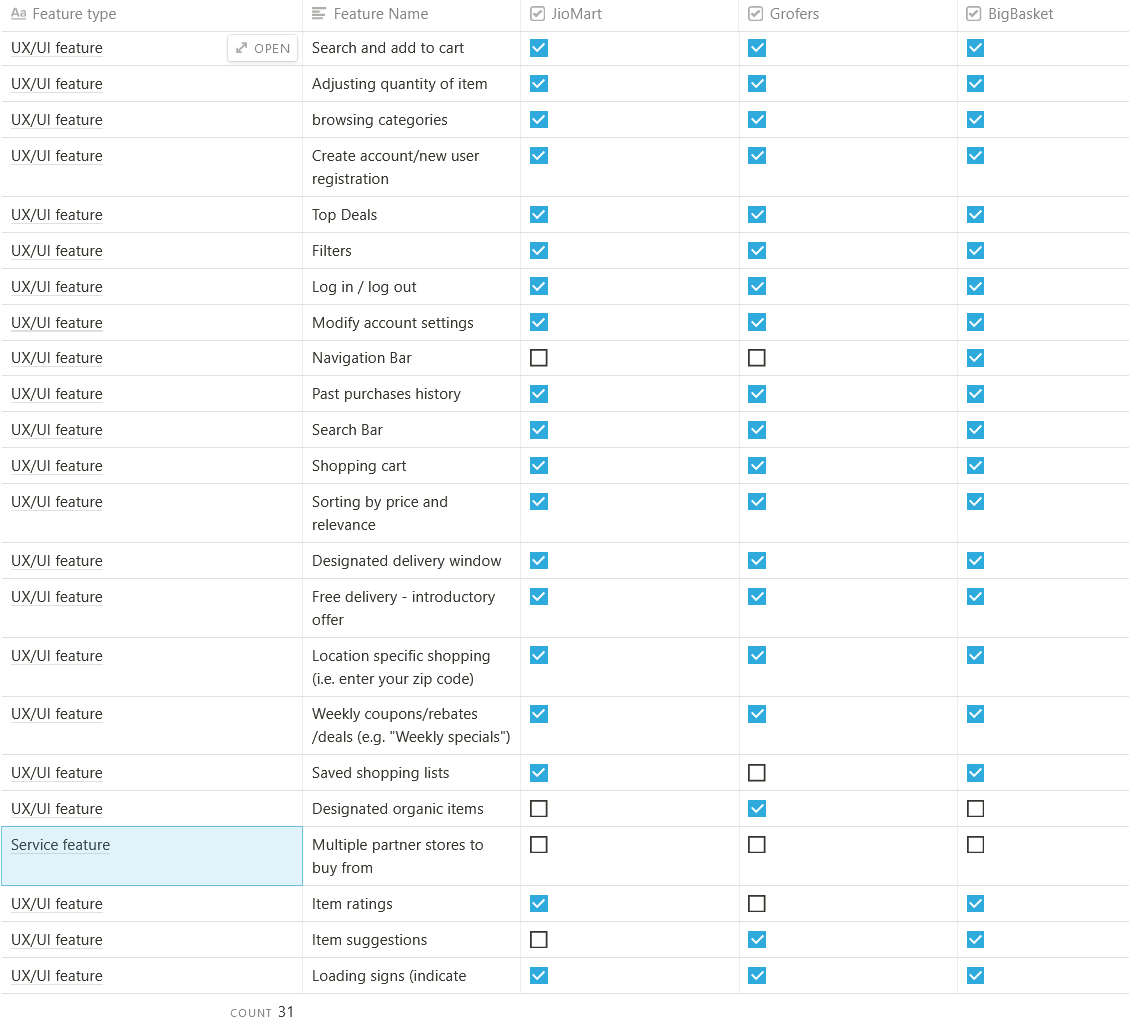 Aa Feature type Feature Name JioMart Grofers BigBasket
UX/UI feature OPEN Search and add to cart
UX/UI feature Adjusting quantity of item
UX/UI feature browsing categories
UX/UI feature Create account/new user
registration
UX/UI feature Top Deals
UX/UI feature Filters
UX/UI feature Log in / log out
UX/UI feature Modify account settings
UX/UI feature Navigation Bar
UX/UI feature Past purchases history
UX/UI feature Search Bar
UX/UI feature Shopping cart
UX/UI feature Sorting by price and
relevance
UX/UI feature Designated delivery window
UX/UI feature Free delivery - introductory
offer
UX/UI feature Location specific shopping
(i.e. enter your zip code)
UX/UI feature Weekly coupons/rebates
/deals (e.g. "Weekly specials")
UX/UI feature Saved shopping lists
UX/UI feature Designated organic items
Service feature Multiple partner stores to
buy from
UX/UI feature Item ratings
UX/UI feature Item suggestions
UX/UI feature Loading signs (indicate
COUNT 31